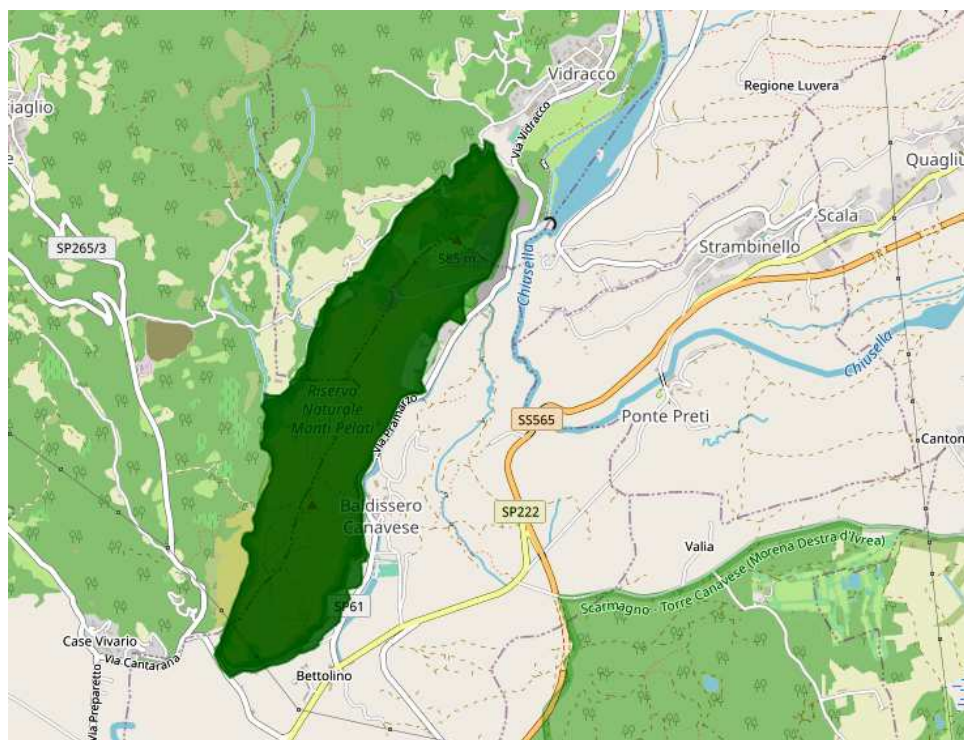 Vidracco
Regione Luvera
iaglio
Via Vidracco
Quagliu
Scala
SP265/3
Strambinello
585 m
Chiusella
Chiusella
Riserva
Naturale
Monti Pelati
Via Pramarzo
SS565
Ponte Preti
Canton
Baldissero
Canavese
SP222
Valia
Scarmagno - Torre Canavese (Morena Destra d'Ivrea)
SP61
Case Vivario
Via Cantarana
Bettolino
Via Preparetto